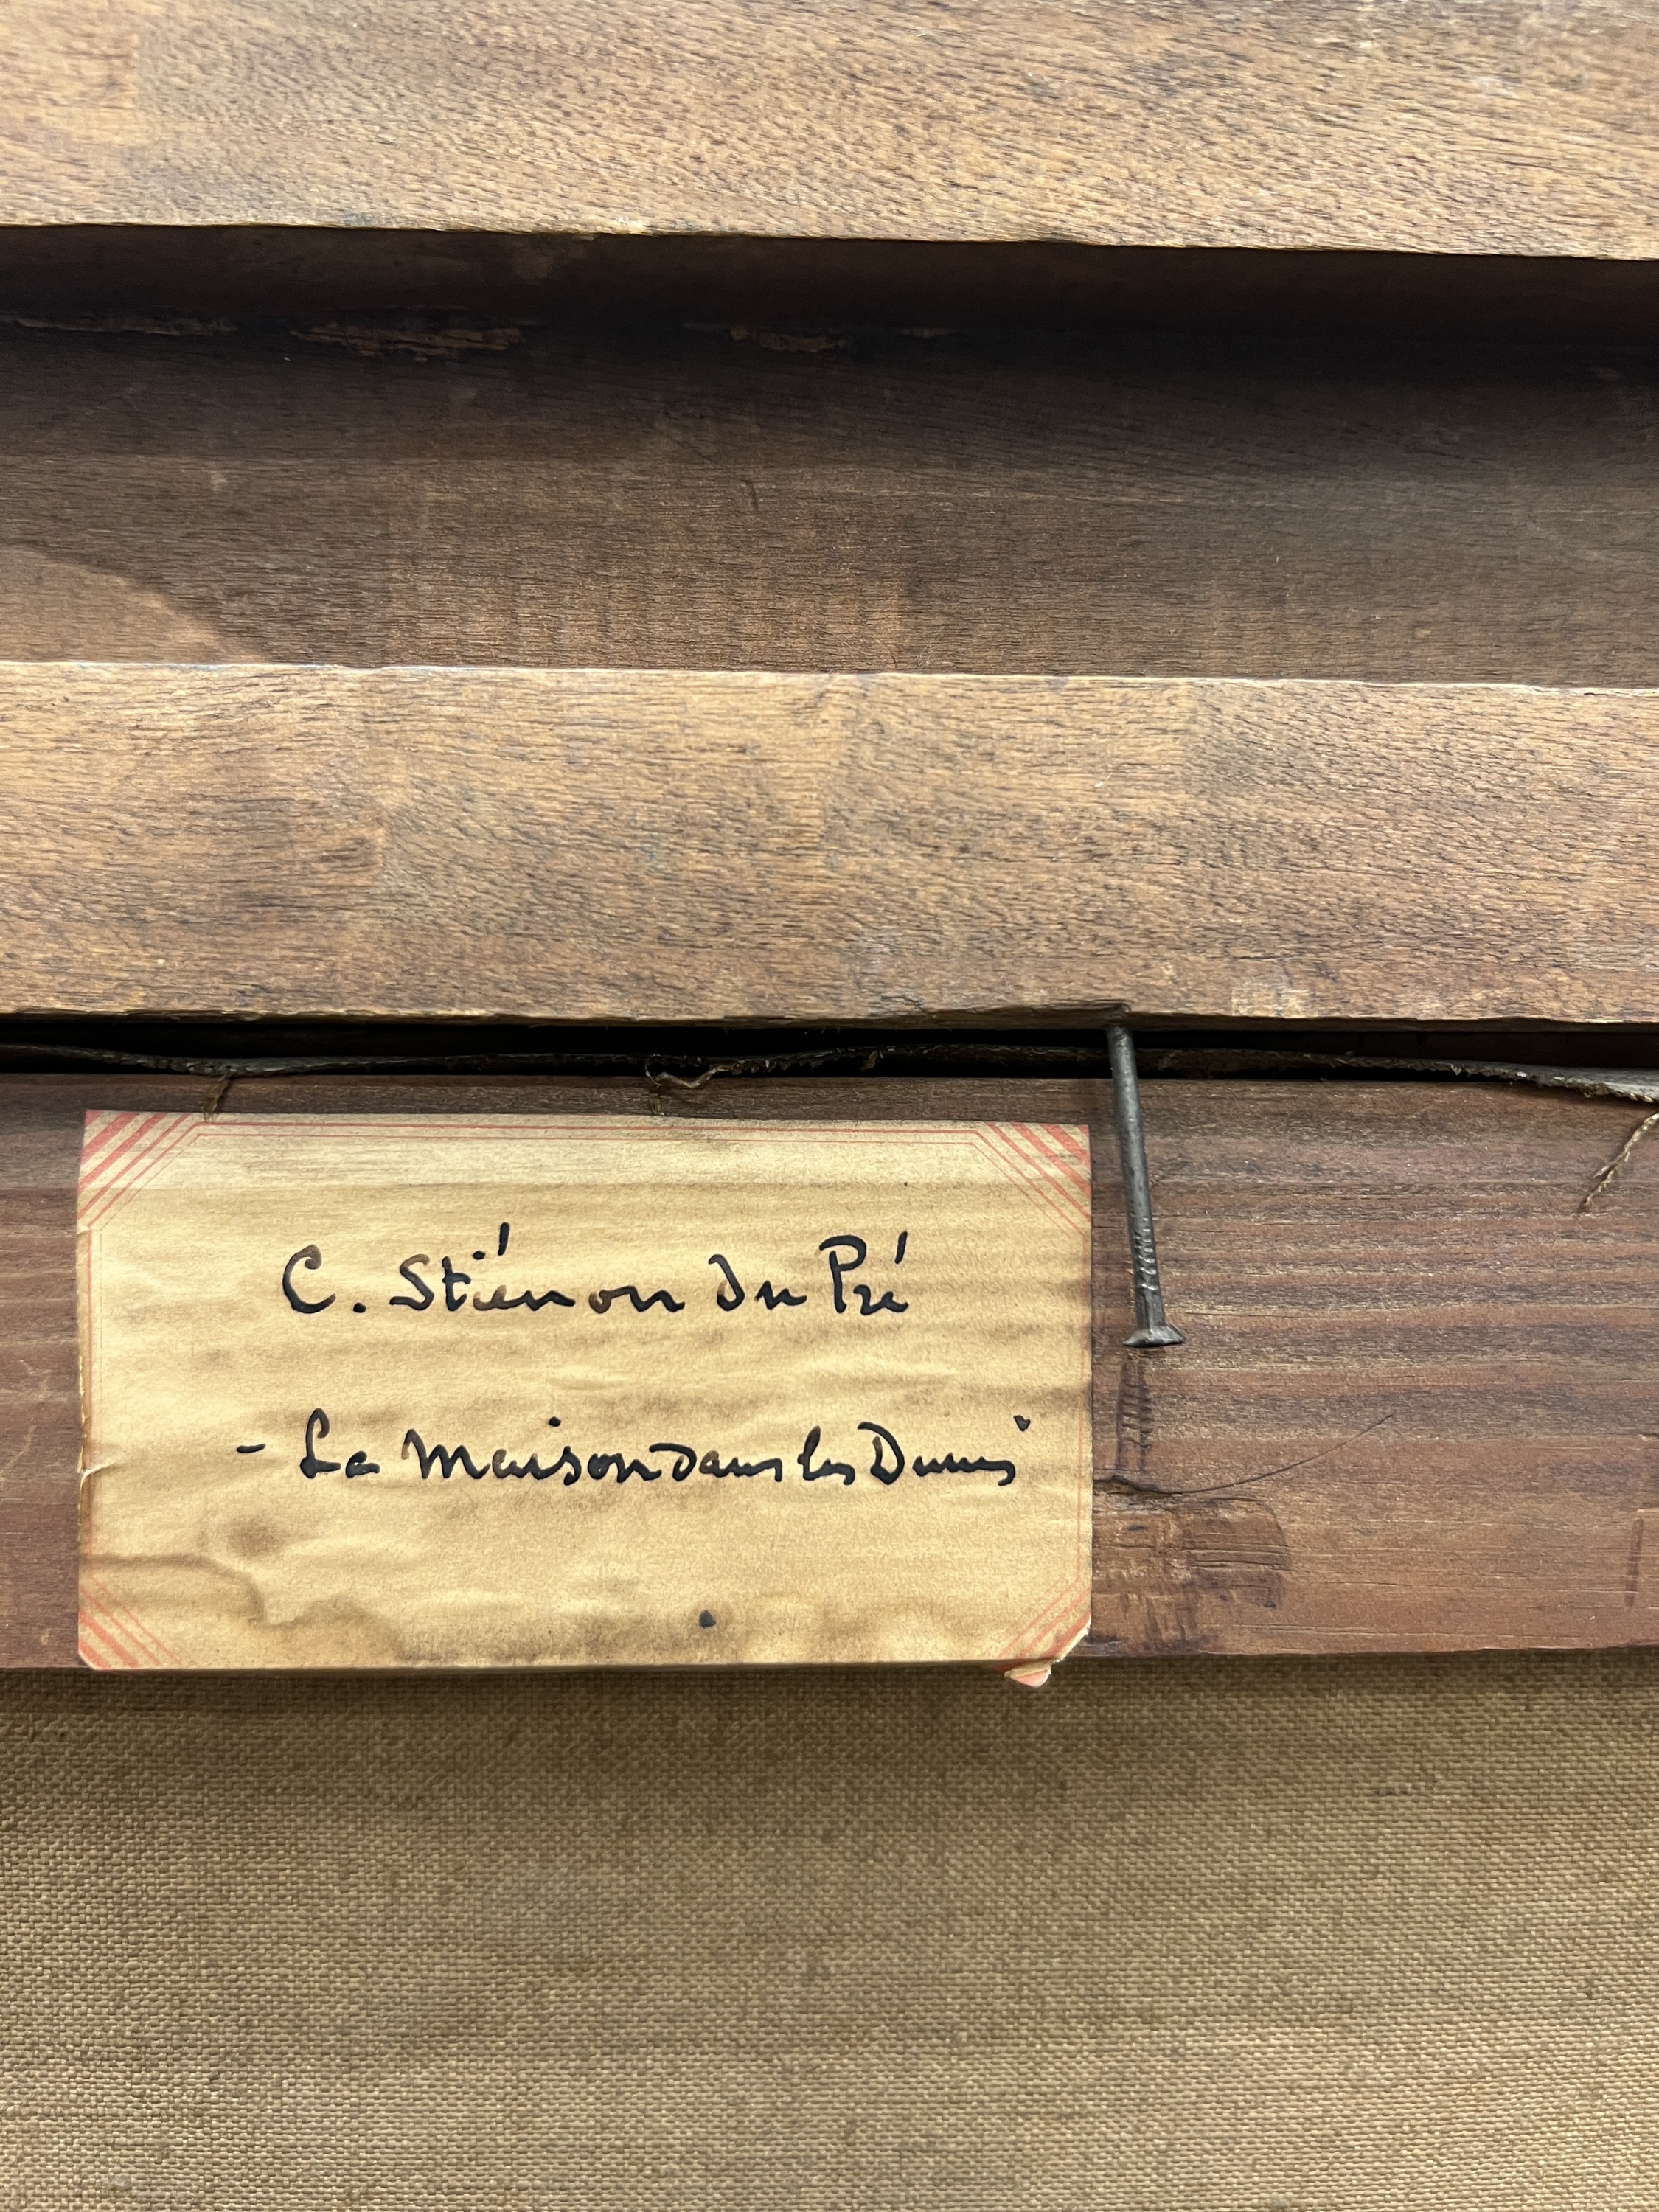 C. Stiénon du Pré
- La Maison dans les Dunes"